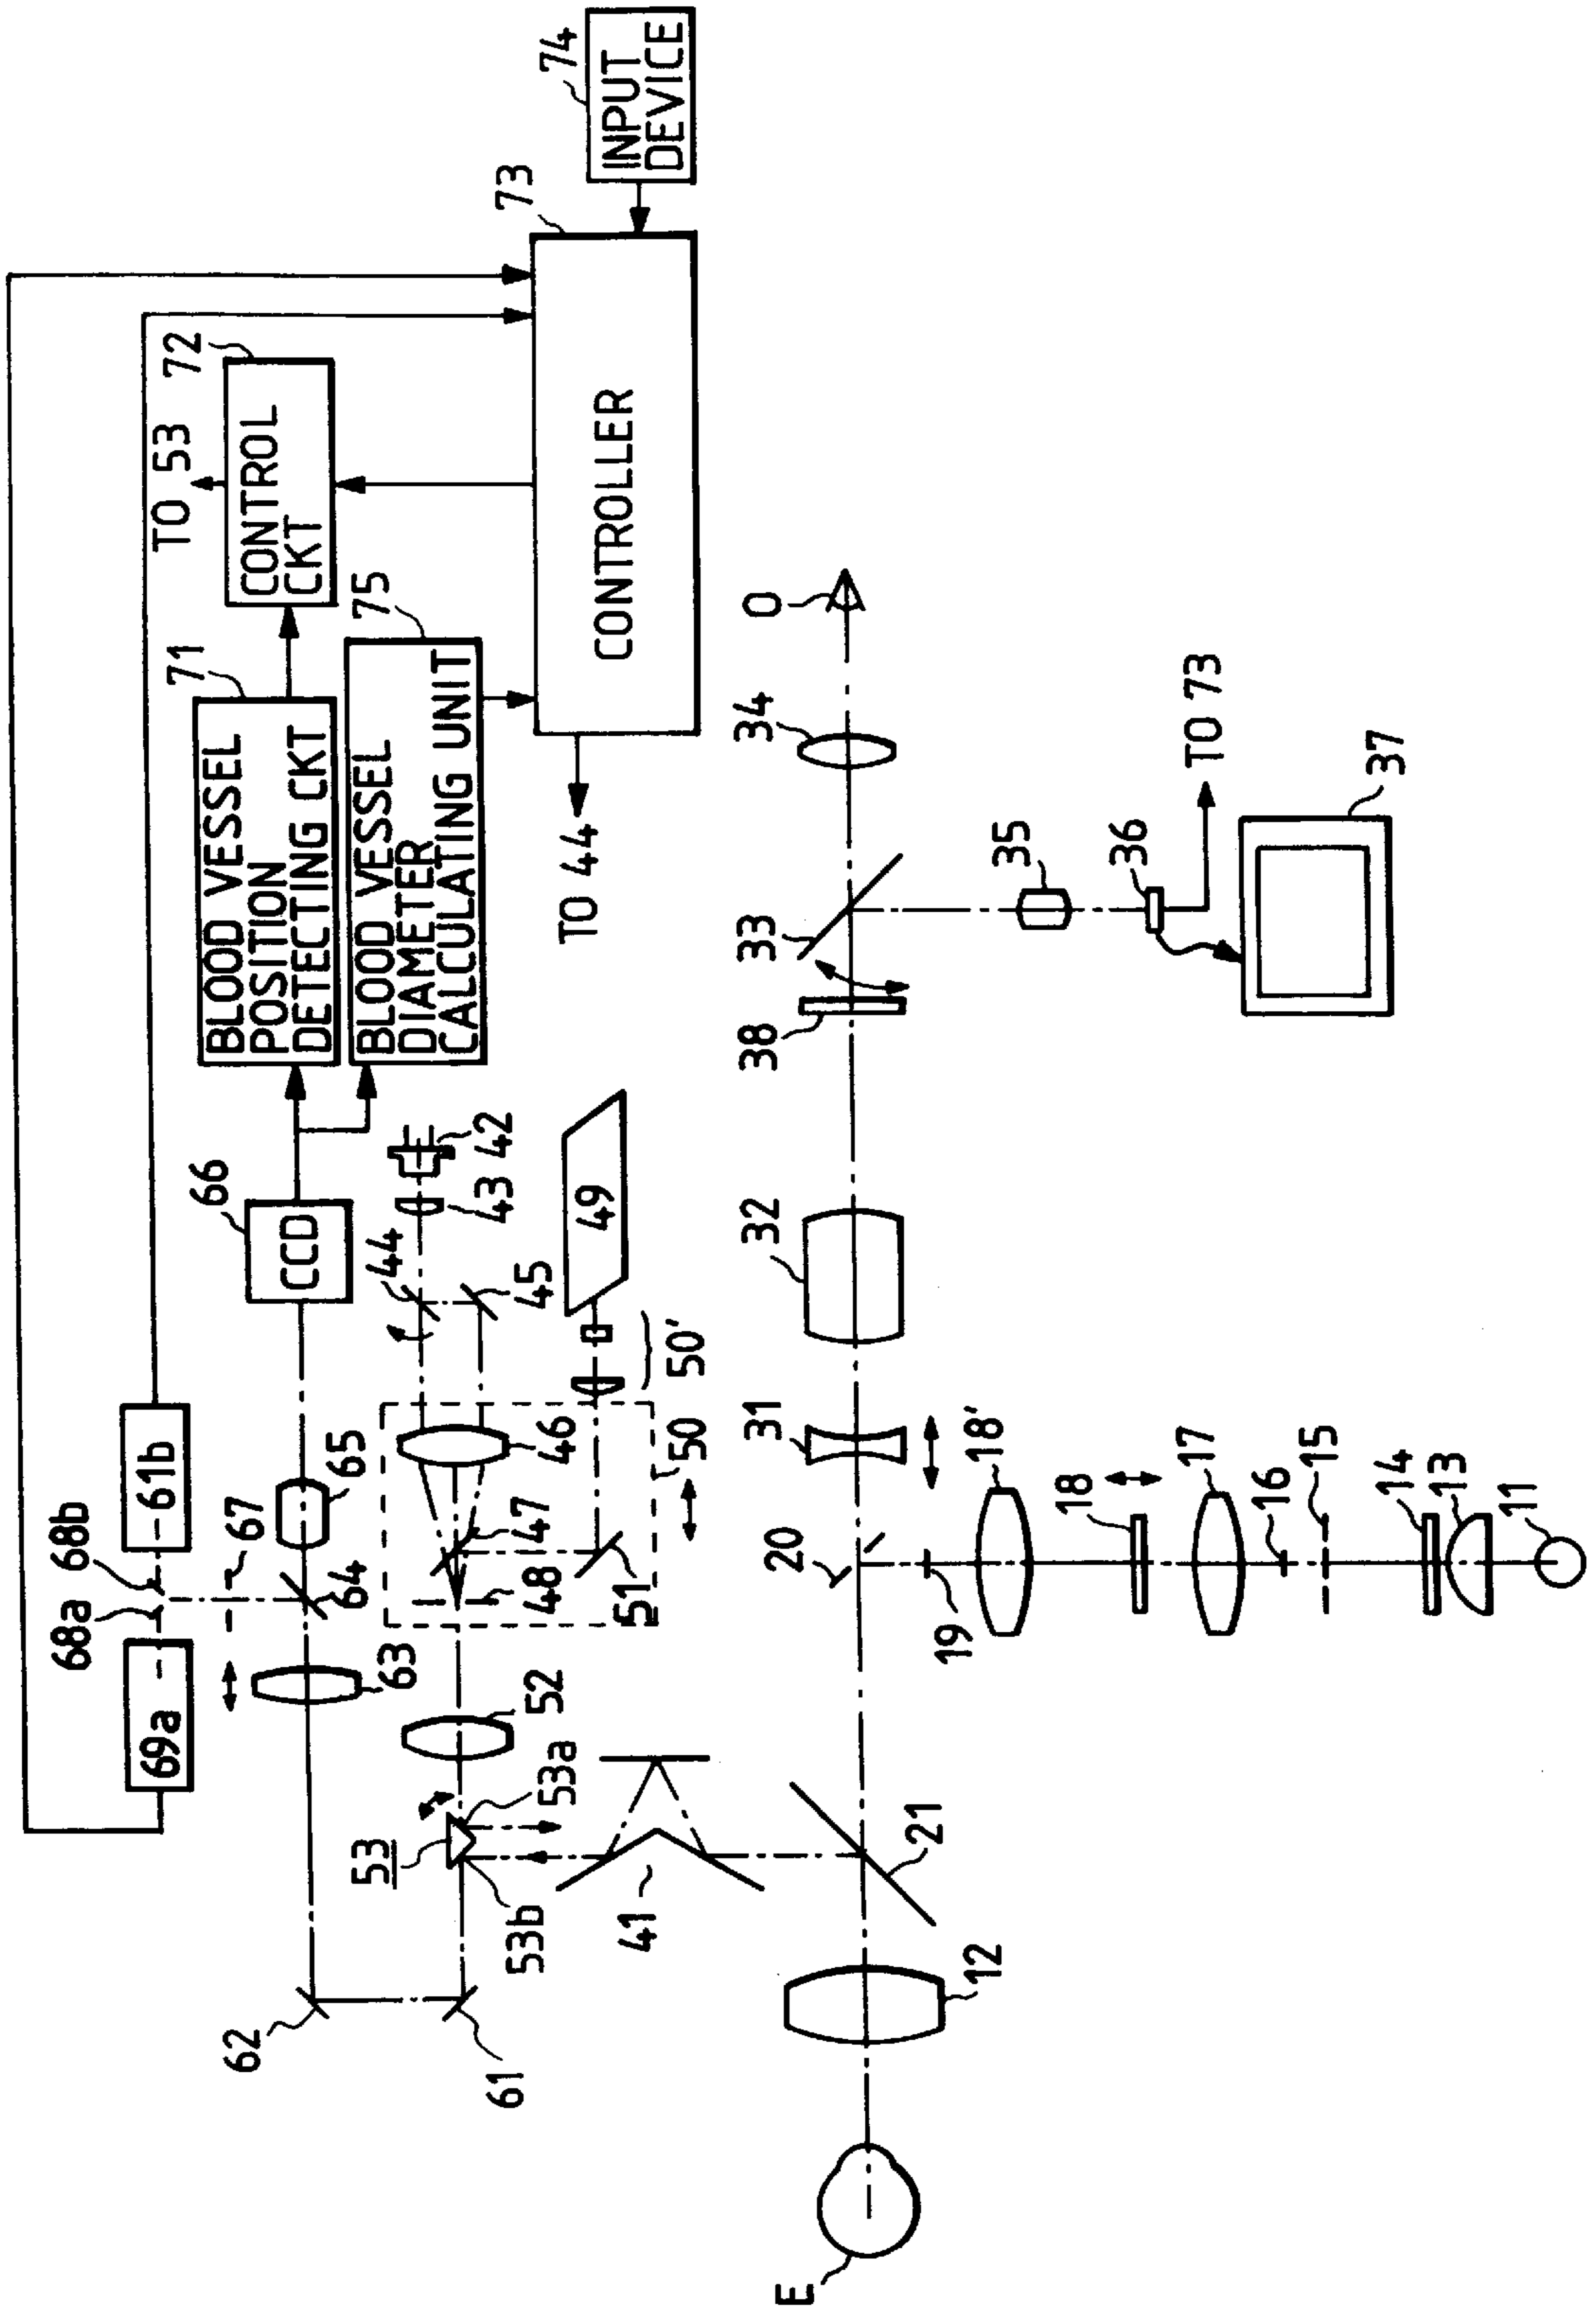 74
INPUT
DEVICE
73
CONTROLLER
TO 53
72
CONTROL
CKT
71
BLOOD VESSEL
POSITION
DETECTING CKT
75
BLOOD VESSEL
DIAMETER
CALCULATING UNIT
TO 44
66
CCD
42
43
44
45
49
50'
68b
61b
68a
69a
67
65
64
63
46
47
48
50
51
52
53
53a
53b
62
61
41
O
34
33
35
36
TO 73
37
38
32
31
18'
18
17
16
15
14
13
11
20
19
21
12
E